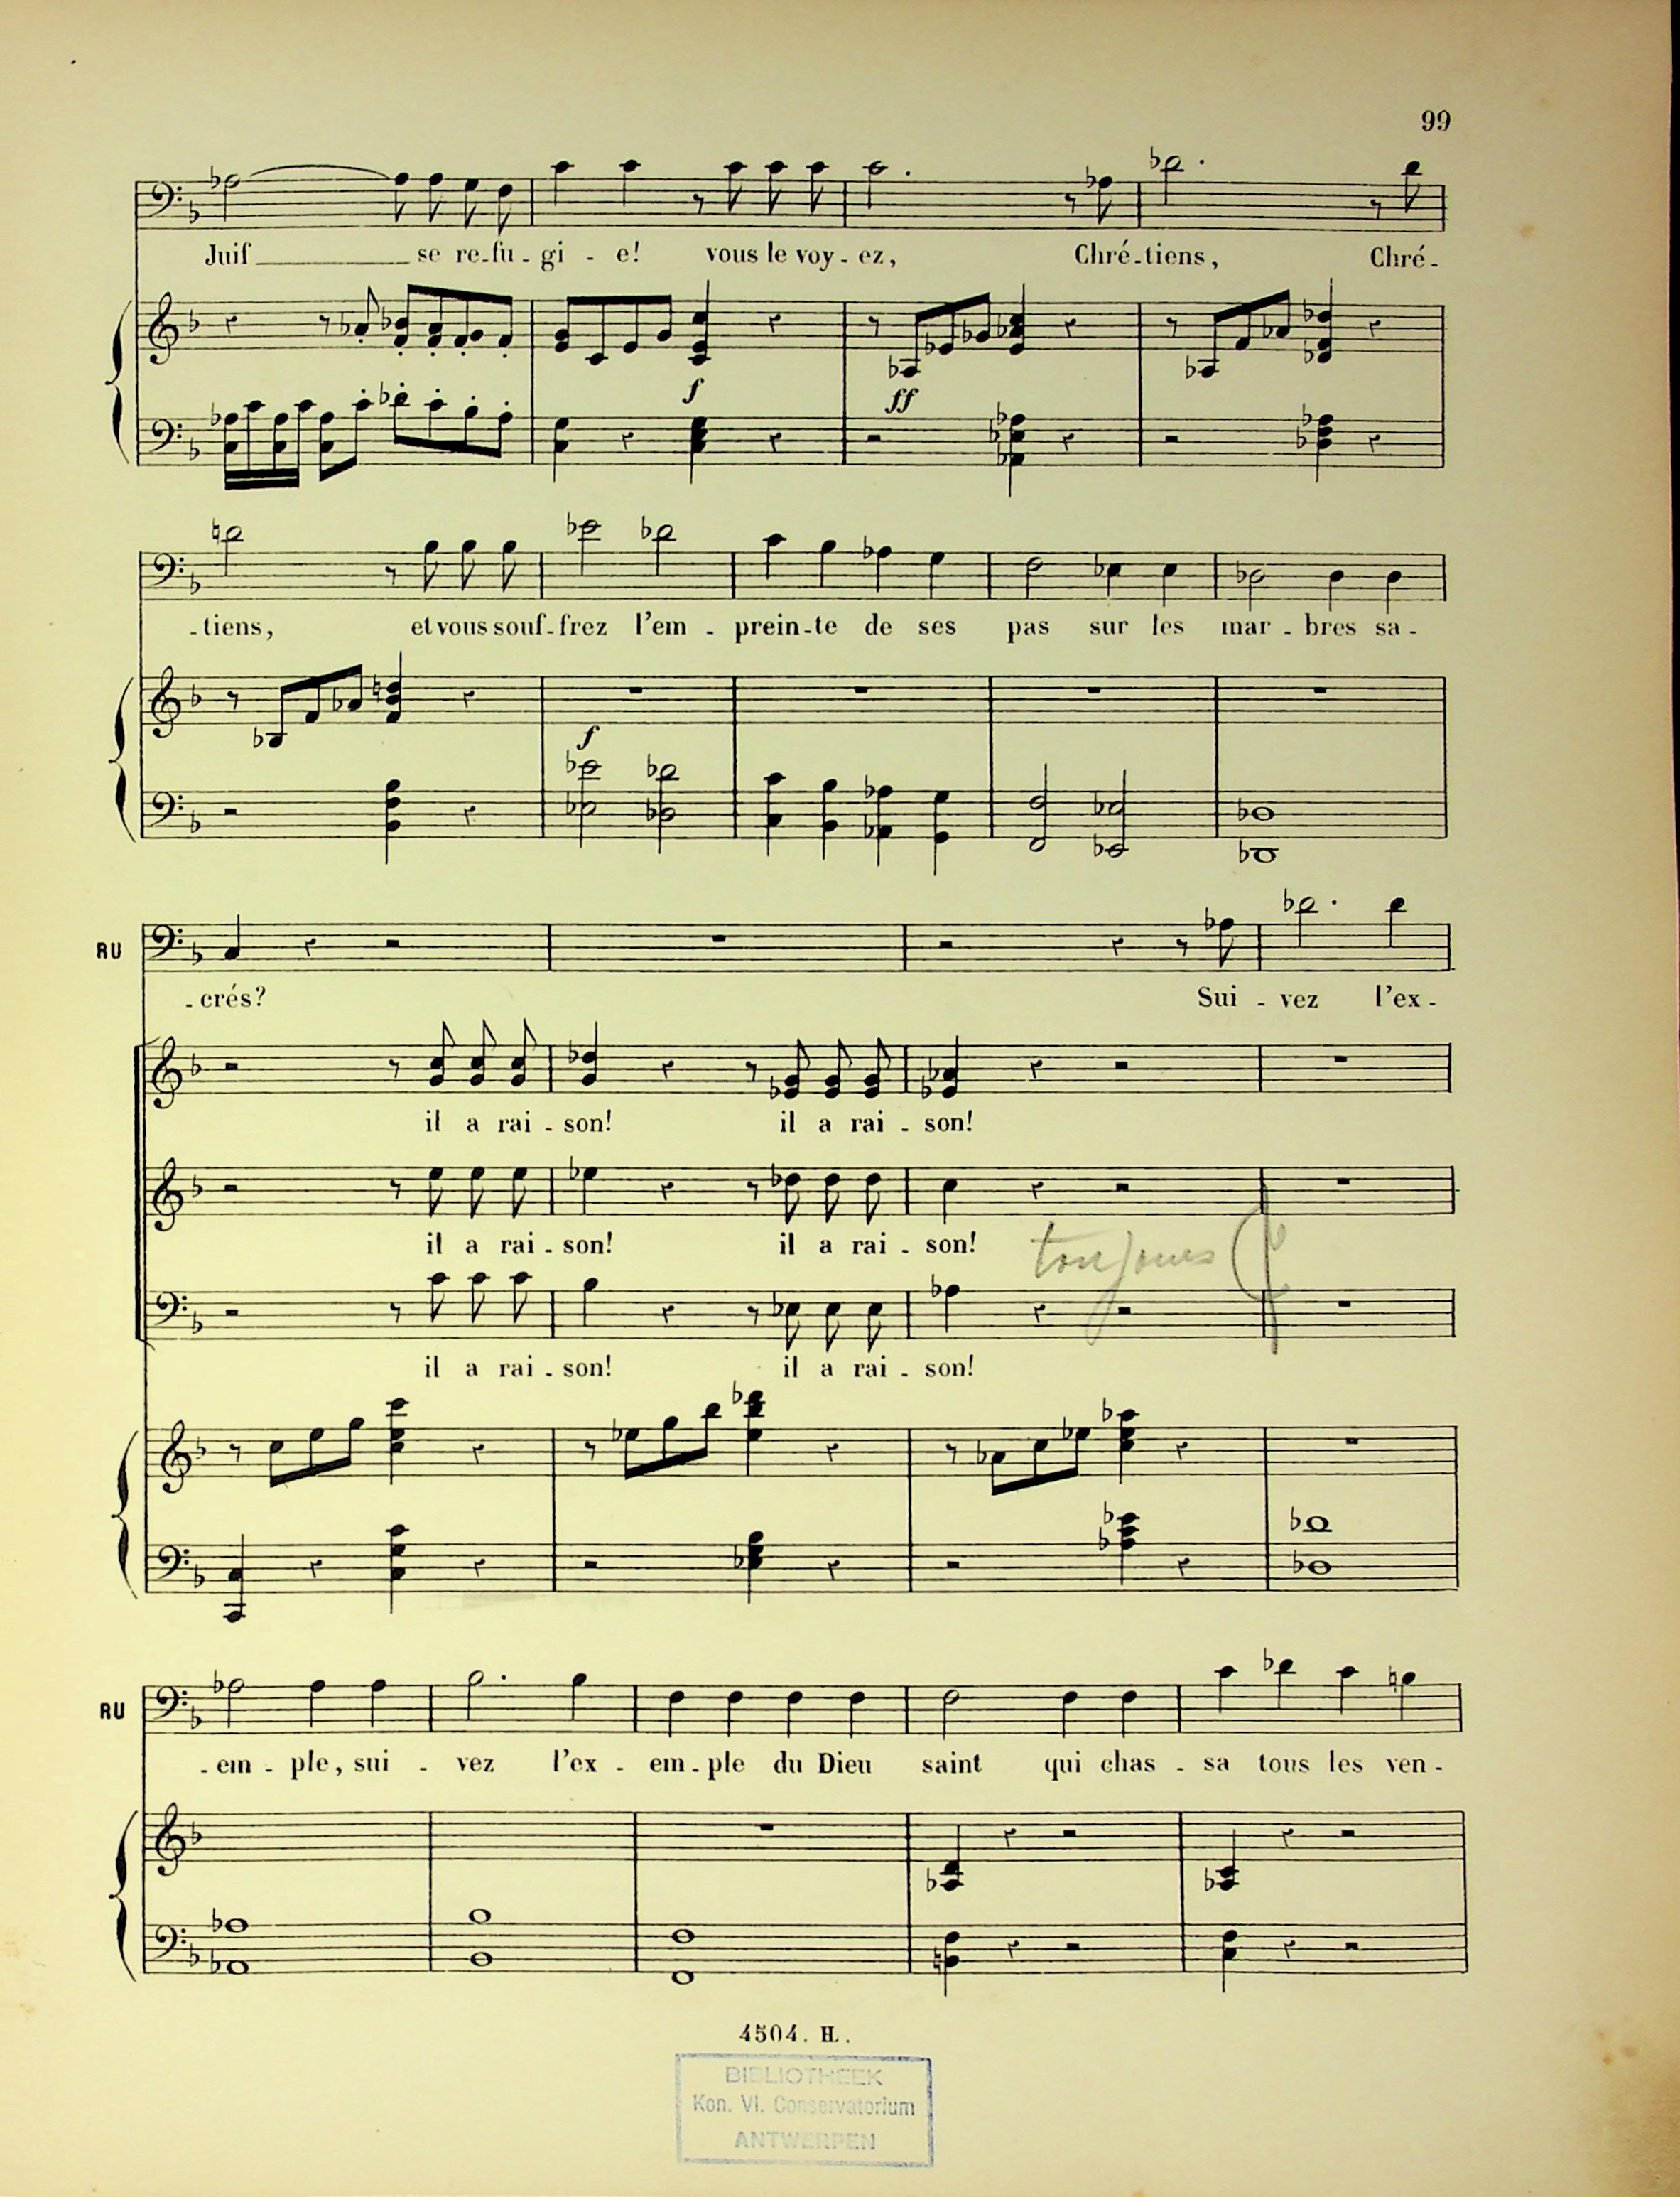 99
Juif se re-fu-gi-e! vous le voy-ez, Chré-tiens, Chré-
f
ff
-tiens, et vous souf-frez l'em-prein-te de ses pas sur les mar-bres sa-
f
RU
-crés? Sui-vez l'ex-
il a rai-son! il a rai-son!
il a rai-son! il a rai-son!
toujours
il a rai-son! il a rai-son!
RU
-em-ple, sui-vez l'ex-em-ple du Dieu saint qui chas-sa tous les ven-
4504. H.
BIBLIOTHEEK
Kon. Vl. Conservatorium
ANTWERPEN